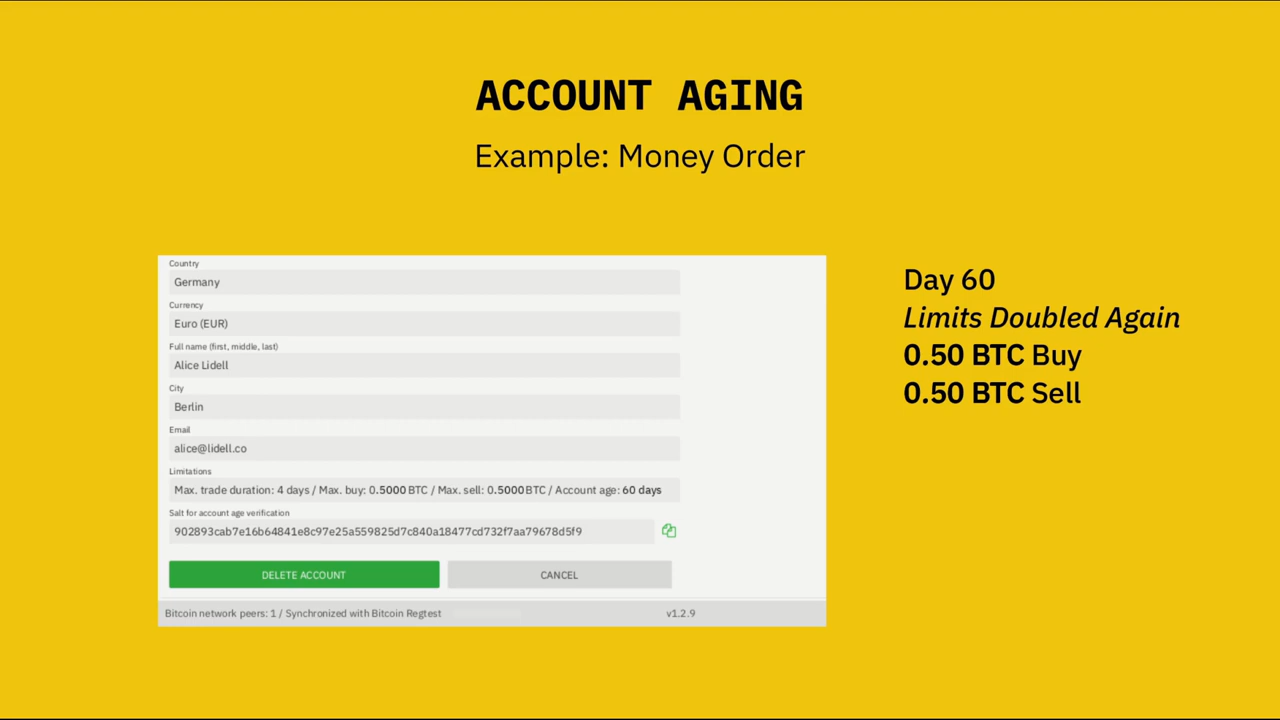 ACCOUNT AGING
Example: Money Order
Country
Germany
Currency
Euro (EUR)
Full name (first, middle, last)
Alice Lidell
City
Berlin
Email
alice@lidell.co
Limitations
Max. trade duration: 4 days / Max. buy: 0.5000 BTC / Max. sell: 0.5000 BTC / Account age: 60 days
Salt for account age verification
902893cab7e16b64841e8c97e25a559825d7c840a18477cd732f7aa79678d5f9
DELETE ACCOUNT
CANCEL
Bitcoin network peers: 1 / Synchronized with Bitcoin Regtest
v1.2.9
Day 60
Limits Doubled Again
0.50 BTC Buy
0.50 BTC Sell